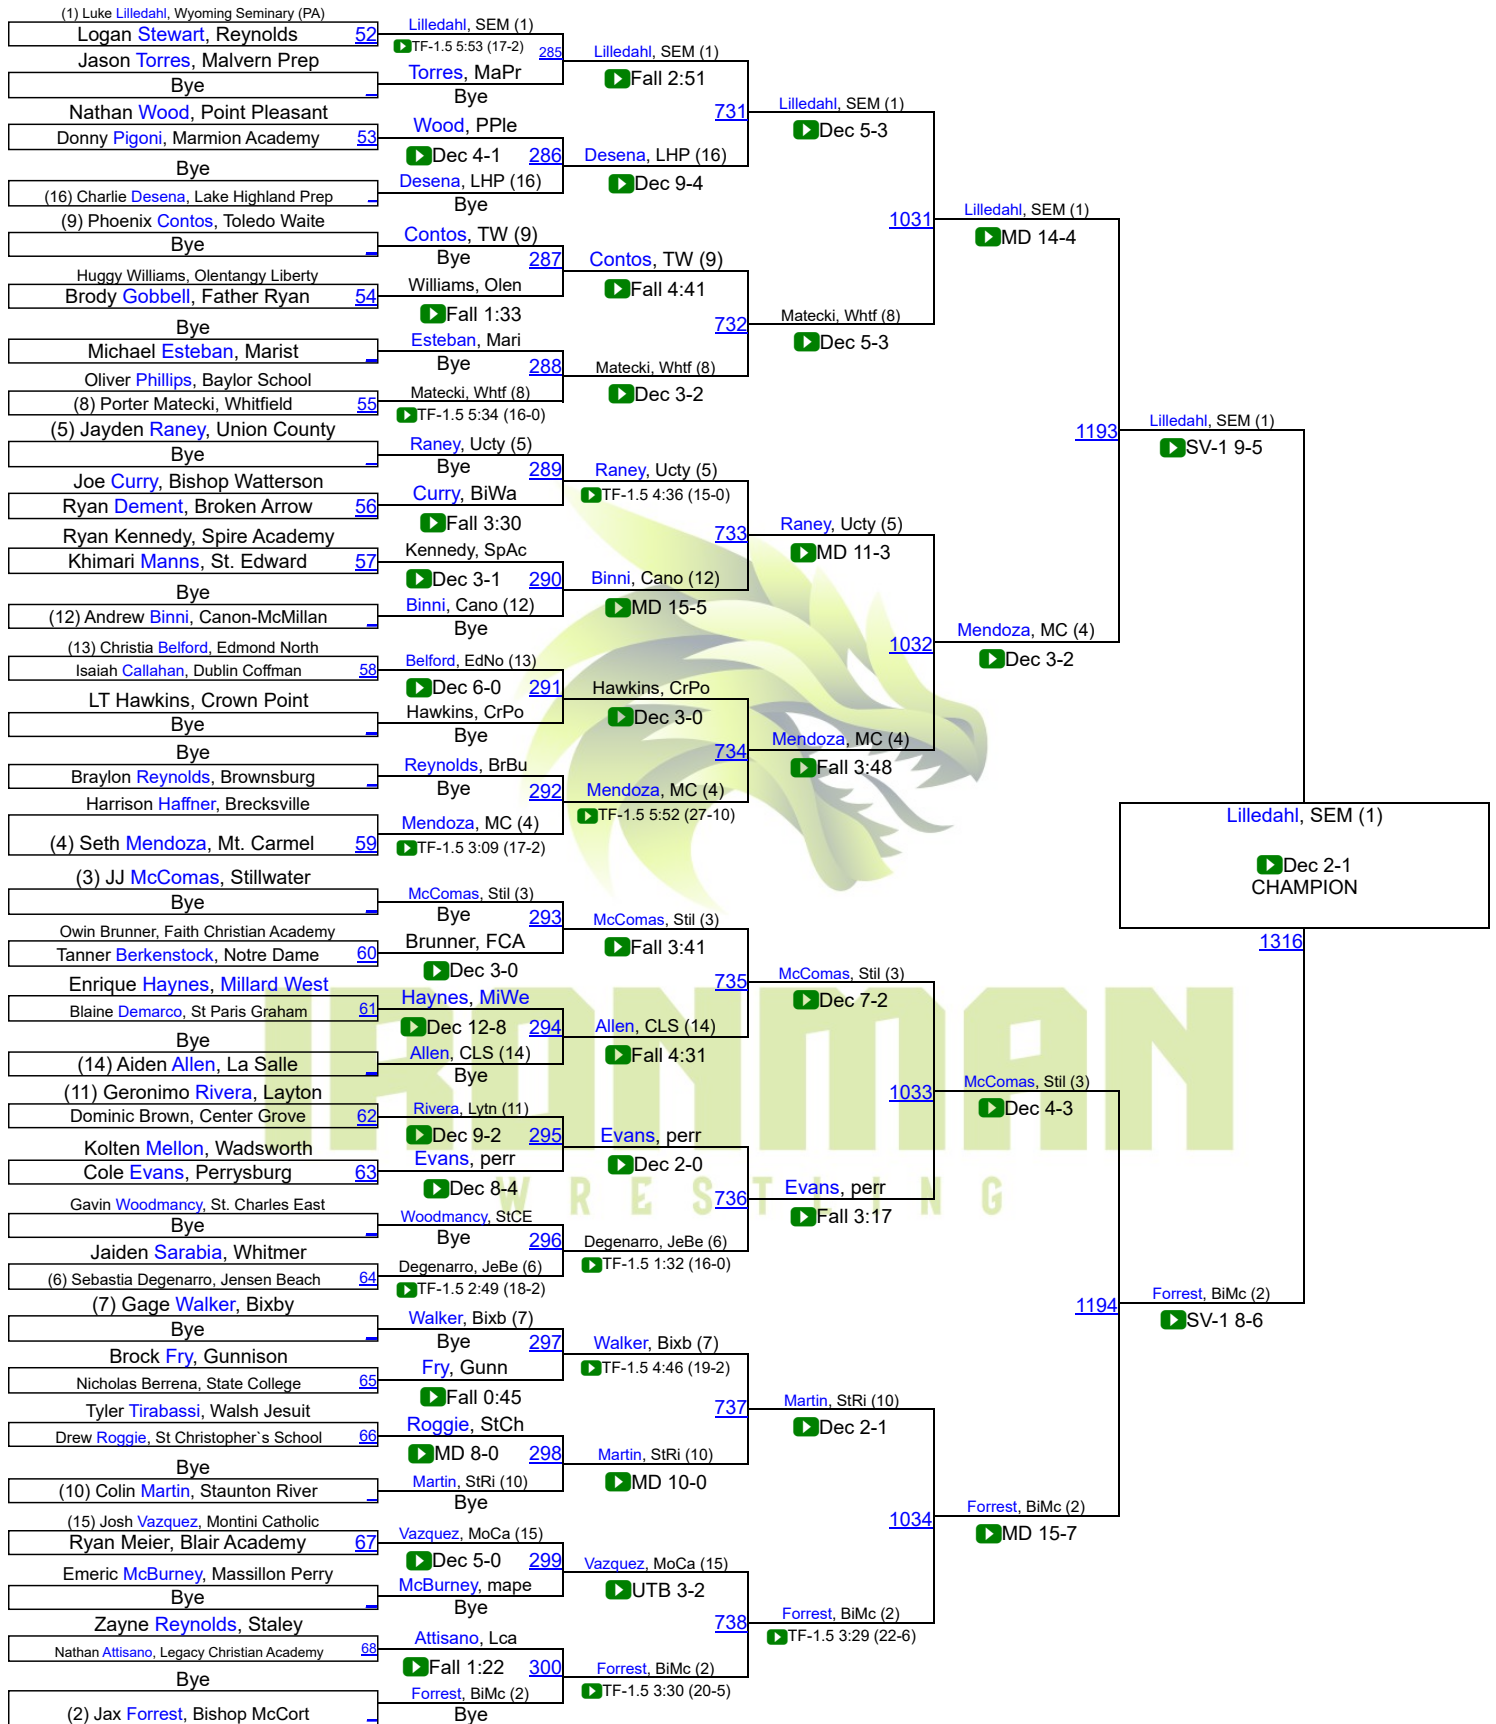 (1) Luke Lilledahl, Wyoming Seminary (PA)
Logan Stewart, Reynolds 52
Jason Torres, Malvern Prep
Bye
Nathan Wood, Point Pleasant
Donny Pigoni, Marmion Academy 53
Bye
(16) Charlie Desena, Lake Highland Prep
(9) Phoenix Contos, Toledo Waite
Bye
Huggy Williams, Olentangy Liberty
Brody Gobbell, Father Ryan 54
Bye
Michael Esteban, Marist
Oliver Phillips, Baylor School
(8) Porter Matecki, Whitfield 55
(5) Jayden Raney, Union County
Bye
Joe Curry, Bishop Watterson
Ryan Dement, Broken Arrow 56
Ryan Kennedy, Spire Academy
Khimari Manns, St. Edward 57
Bye
(12) Andrew Binni, Canon-McMillan
(13) Christia Belford, Edmond North
Isaiah Callahan, Dublin Coffman 58
LT Hawkins, Crown Point
Bye
Bye
Braylon Reynolds, Brownsburg
Harrison Haffner, Brecksville
(4) Seth Mendoza, Mt. Carmel 59
(3) JJ McComas, Stillwater
Bye
Owin Brunner, Faith Christian Academy
Tanner Berkenstock, Notre Dame 60
Enrique Haynes, Millard West
Blaine Demarco, St Paris Graham 61
Bye
(14) Aiden Allen, La Salle
(11) Geronimo Rivera, Layton
Dominic Brown, Center Grove 62
Kolten Mellon, Wadsworth
Cole Evans, Perrysburg 63
Gavin Woodmancy, St. Charles East
Bye
Jaiden Sarabia, Whitmer
(6) Sebastia Degenarro, Jensen Beach 64
(7) Gage Walker, Bixby
Bye
Brock Fry, Gunnison
Nicholas Berrena, State College 65
Tyler Tirabassi, Walsh Jesuit
Drew Roggie, St Christopher`s School 66
Bye
(10) Colin Martin, Staunton River
(15) Josh Vazquez, Montini Catholic
Ryan Meier, Blair Academy 67
Emeric McBurney, Massillon Perry
Bye
Zayne Reynolds, Staley
Nathan Attisano, Legacy Christian Academy 68
Bye
(2) Jax Forrest, Bishop McCort
Lilledahl, SEM (1)
TF-1.5 5:53 (17-2) 285
Torres, MaPr
Bye
Wood, PPle
Dec 4-1 286
Desena, LHP (16)
Bye
Contos, TW (9)
Bye 287
Williams, Olen
Fall 1:33
Esteban, Mari
Bye 288
Matecki, Whtf (8)
TF-1.5 5:34 (16-0)
Raney, Ucty (5)
Bye 289
Curry, BiWa
Fall 3:30
Kennedy, SpAc
Dec 3-1 290
Binni, Cano (12)
Bye
Belford, EdNo (13)
Dec 6-0 291
Hawkins, CrPo
Bye
Reynolds, BrBu
Bye 292
Mendoza, MC (4)
TF-1.5 3:09 (17-2)
McComas, Stil (3)
Bye 293
Brunner, FCA
Dec 3-0
Haynes, MiWe
Dec 12-8 294
Allen, CLS (14)
Bye
Rivera, Lytn (11)
Dec 9-2 295
Evans, perr
Dec 8-4
Woodmancy, StCE
Bye 296
Degenarro, JeBe (6)
TF-1.5 2:49 (18-2)
Walker, Bixb (7)
Bye 297
Fry, Gunn
Fall 0:45
Roggie, StCh
MD 8-0 298
Martin, StRi (10)
Bye
Vazquez, MoCa (15)
Dec 5-0 299
McBurney, mape
Bye
Attisano, Lca
Fall 1:22 300
Forrest, BiMc (2)
Bye
Lilledahl, SEM (1)
Fall 2:51
731
Desena, LHP (16)
Dec 9-4
Contos, TW (9)
Fall 4:41
732
Matecki, Whtf (8)
Dec 3-2
Raney, Ucty (5)
TF-1.5 4:36 (15-0)
733
Binni, Cano (12)
MD 15-5
Hawkins, CrPo
Dec 3-0
734
Mendoza, MC (4)
TF-1.5 5:52 (27-10)
McComas, Stil (3)
Fall 3:41
735
Allen, CLS (14)
Fall 4:31
Evans, perr
Dec 2-0
736
Degenarro, JeBe (6)
TF-1.5 1:32 (16-0)
Walker, Bixb (7)
TF-1.5 4:46 (19-2)
737
Martin, StRi (10)
MD 10-0
Vazquez, MoCa (15)
UTB 3-2
738
Forrest, BiMc (2)
TF-1.5 3:30 (20-5)
Lilledahl, SEM (1)
Dec 5-3
1031
Matecki, Whtf (8)
Dec 5-3
Raney, Ucty (5)
MD 11-3
1032
Mendoza, MC (4)
Fall 3:48
McComas, Stil (3)
Dec 7-2
1033
Evans, perr
Fall 3:17
Martin, StRi (10)
Dec 2-1
1034
Forrest, BiMc (2)
TF-1.5 3:29 (22-6)
Lilledahl, SEM (1)
MD 14-4
1193
Mendoza, MC (4)
Dec 3-2
McComas, Stil (3)
Dec 4-3
1194
Forrest, BiMc (2)
MD 15-7
Lilledahl, SEM (1)
SV-1 9-5
Forrest, BiMc (2)
SV-1 8-6
Lilledahl, SEM (1)
Dec 2-1
CHAMPION
1316
IRONMAN
WRESTLING